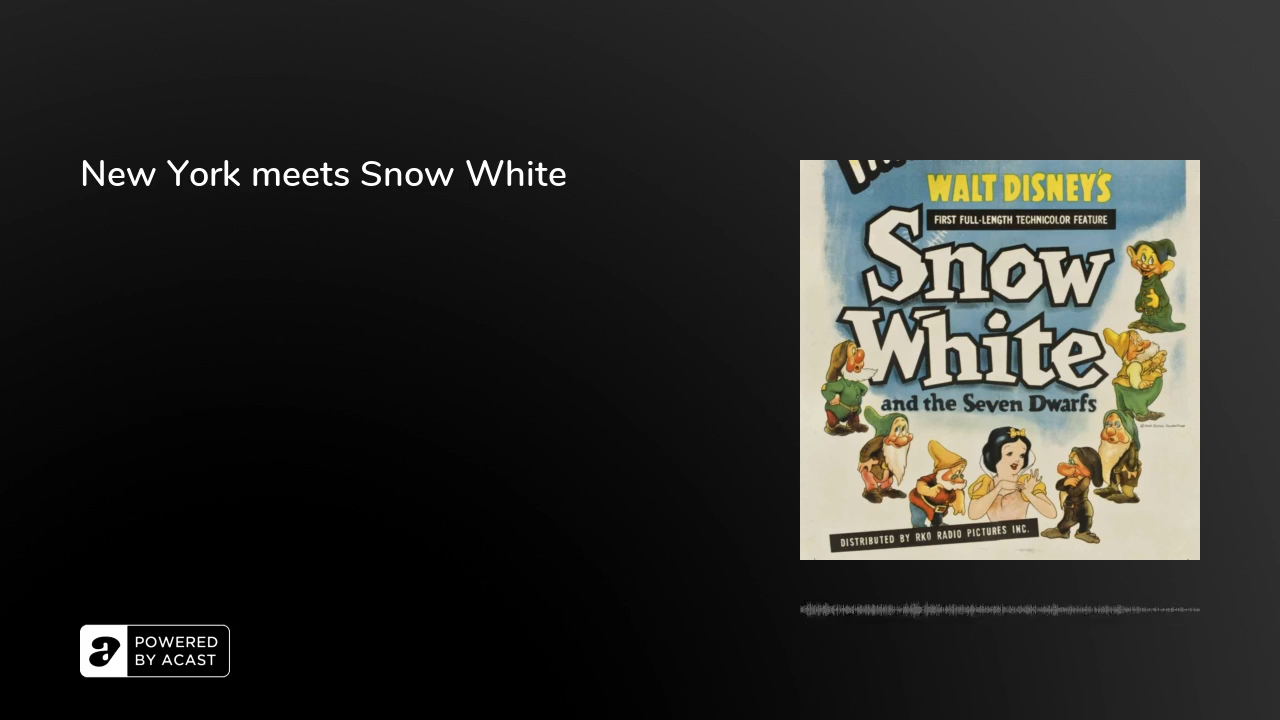 New York meets Snow White
WALT DISNEY'S
FIRST FULL-LENGTH TECHNICOLOR FEATURE
Snow
White
and the Seven Dwarfs
DISTRIBUTED BY RKO RADIO PICTURES INC.
POWERED
BY ACAST